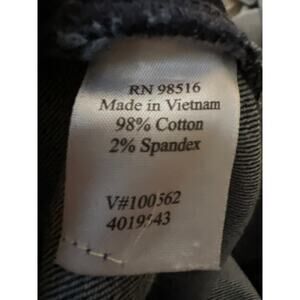 RN 98516
Made in Vietnam
98% Cotton
2% Spandex
V#100562